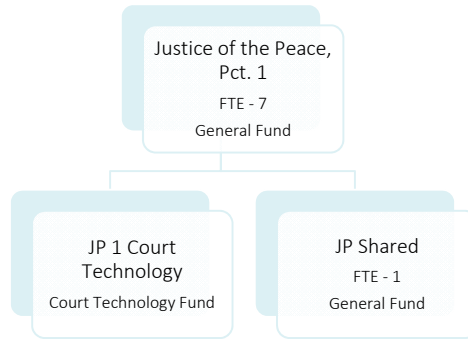 Justice of the Peace,
Pct. 1
FTE - 7
General Fund
JP 1 Court
Technology
Court Technology Fund
JP Shared
FTE - 1
General Fund